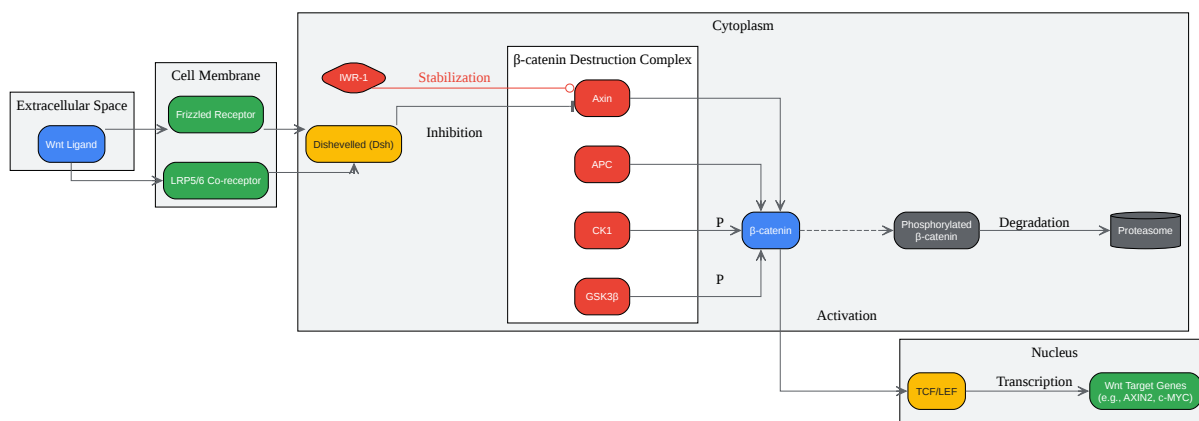 Cytoplasm
β-catenin Destruction Complex
Cell Membrane
IWR-1
Stabilization
Extracellular Space
Axin
Frizzled Receptor
Inhibition
Wnt Ligand
Dishevelled (Dsh)
APC
LRP5/6 Co-receptor
P
CK1
β-catenin
Phosphorylated
β-catenin
Degradation
Proteasome
P
GSK3β
Activation
Nucleus
TCF/LEF
Transcription
Wnt Target Genes
(e.g., AXIN2, c-MYC)